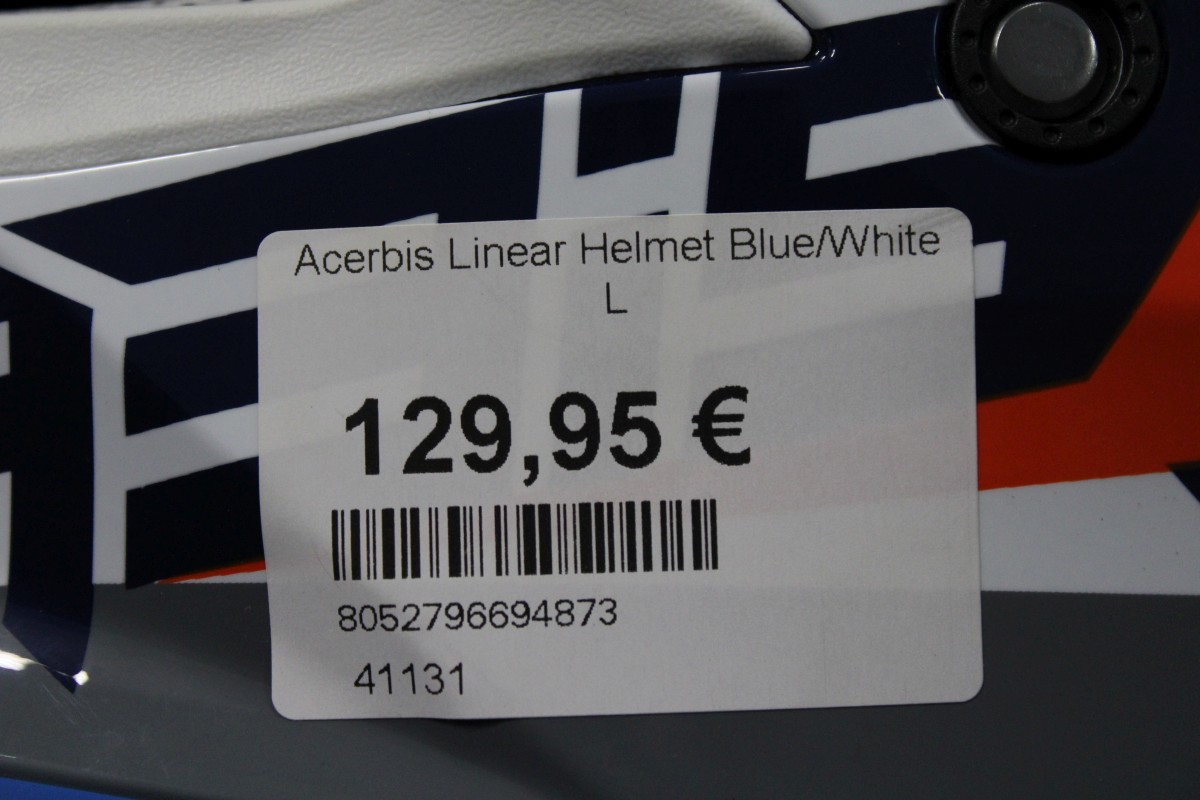 Acerbis Linear Helmet Blue/White
L
129,95 €
8052796694873
41131